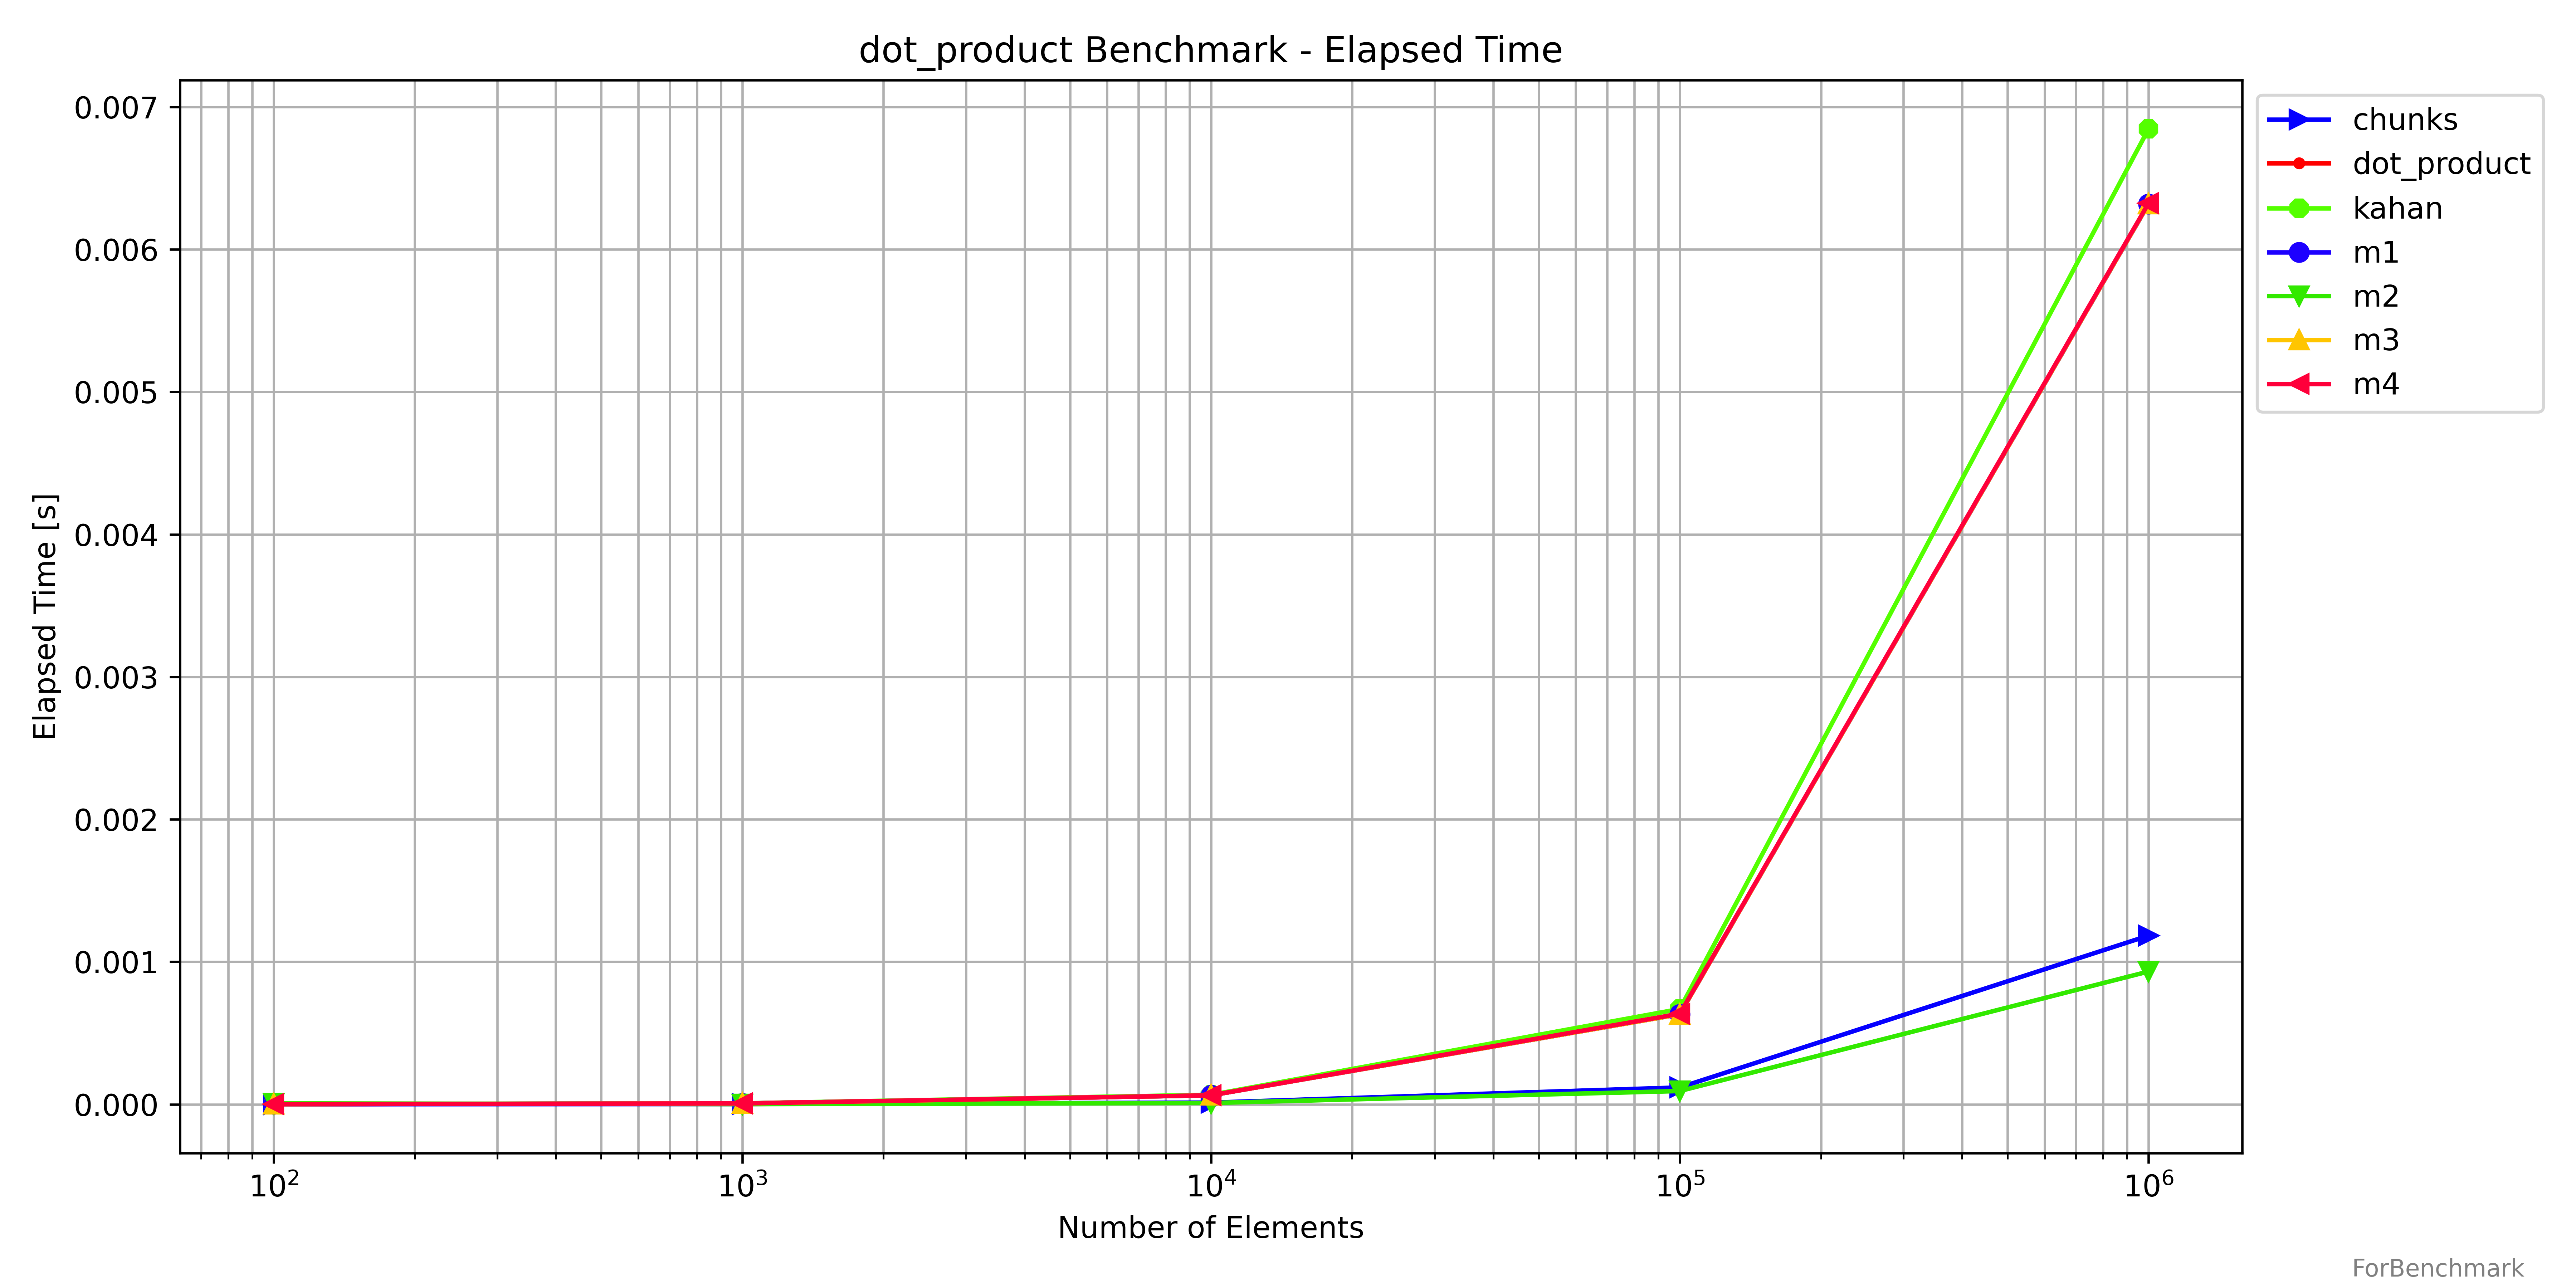 dot_product Benchmark - Elapsed Time
0.007
0.006
0.005
0.004
0.003
0.002
0.001
0.000
Elapsed Time [s]
10²
10³
10⁴
10⁵
10⁶
Number of Elements
chunks
dot_product
kahan
m1
m2
m3
m4
ForBenchmark